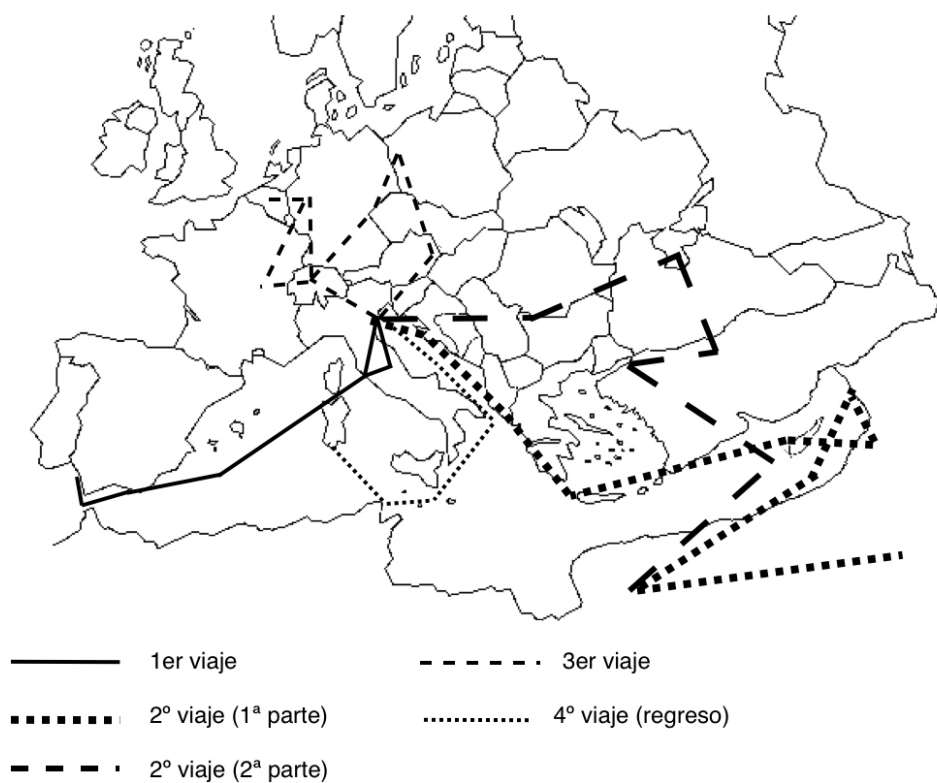 1er viaje
3er viaje
2º viaje (1ª parte)
4º viaje (regreso)
2º viaje (2ª parte)